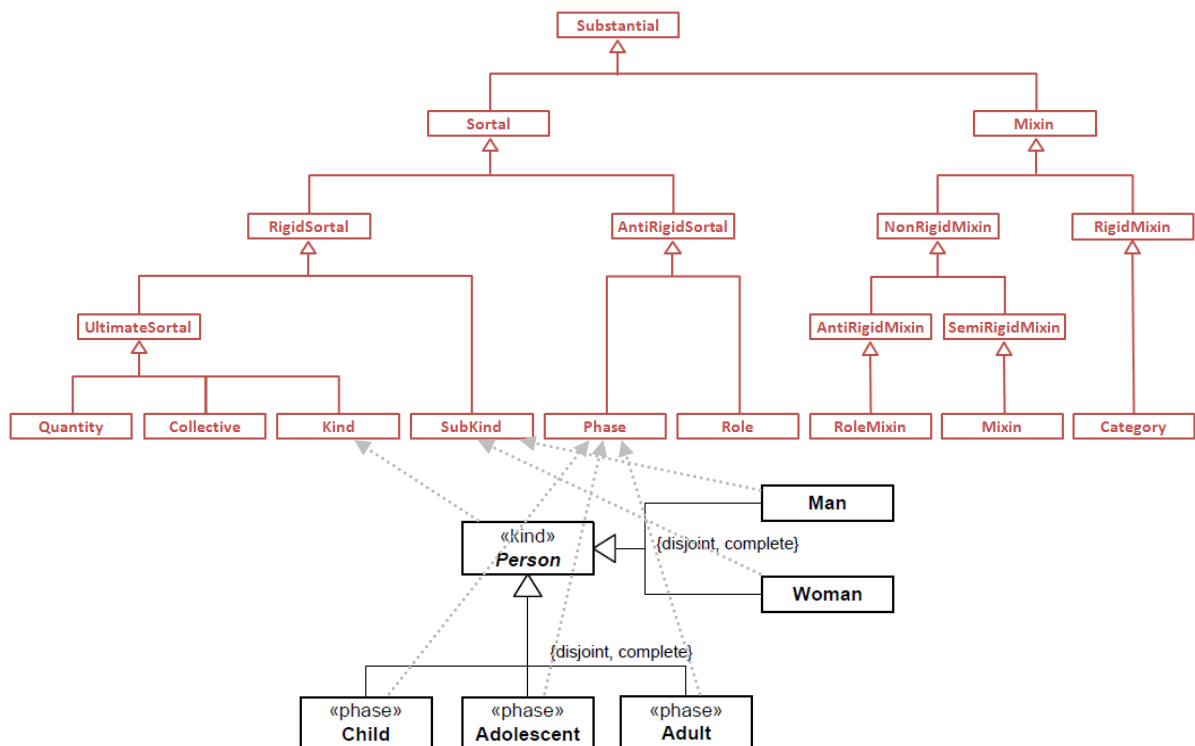 Substantial
Sortal
Mixin
RigidSortal
AntiRigidSortal
NonRigidMixin
RigidMixin
UltimateSortal
AntiRigidMixin
SemiRigidMixin
Quantity
Collective
Kind
SubKind
Phase
Role
RoleMixin
Mixin
Category
Man
«kind»
Person
{disjoint, complete}
Woman
{disjoint, complete}
«phase»
Child
«phase»
Adolescent
«phase»
Adult